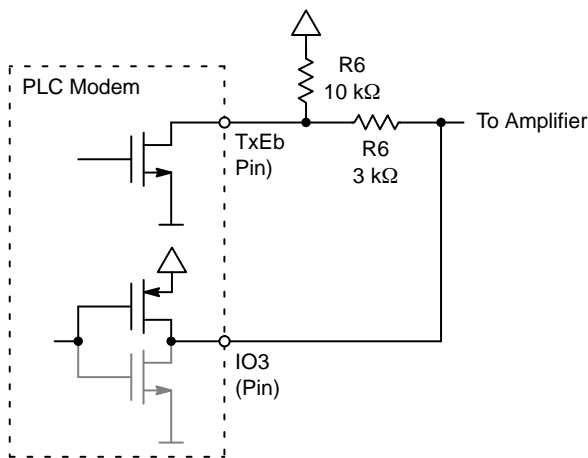 PLC Modem
R6
10 kΩ
To Amplifier
TxEb
Pin)
R6
3 kΩ
IO3
(Pin)